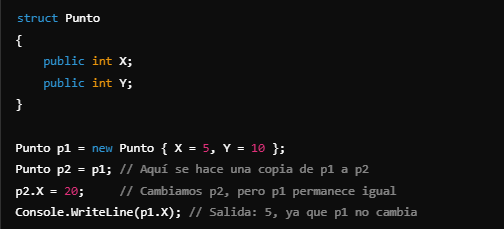 struct Punto
{
    public int X;
    public int Y;
}

Punto p1 = new Punto { X = 5, Y = 10 };
Punto p2 = p1; // Aquí se hace una copia de p1 a p2
p2.X = 20;     // Cambiamos p2, pero p1 permanece igual
Console.WriteLine(p1.X); // Salida: 5, ya que p1 no cambia